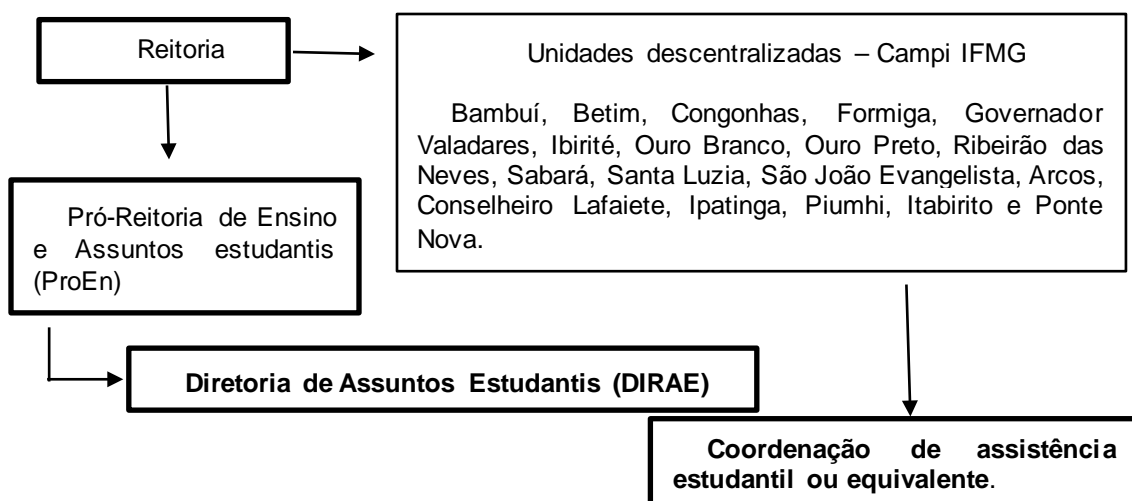 Reitoria
Unidades descentralizadas – Campi IFMG
Bambuí, Betim, Congonhas, Formiga, Governador
Valadares, Ibirité, Ouro Branco, Ouro Preto, Ribeirão das
Neves, Sabará, Santa Luzia, São João Evangelista, Arcos,
Conselheiro Lafaiete, Ipatinga, Piumhi, Itabirito e Ponte
Nova.
Pró-Reitoria de Ensino
e Assuntos estudantis
(ProEn)
Diretoria de Assuntos Estudantis (DIRAE)
Coordenação de assistência
estudantil ou equivalente.